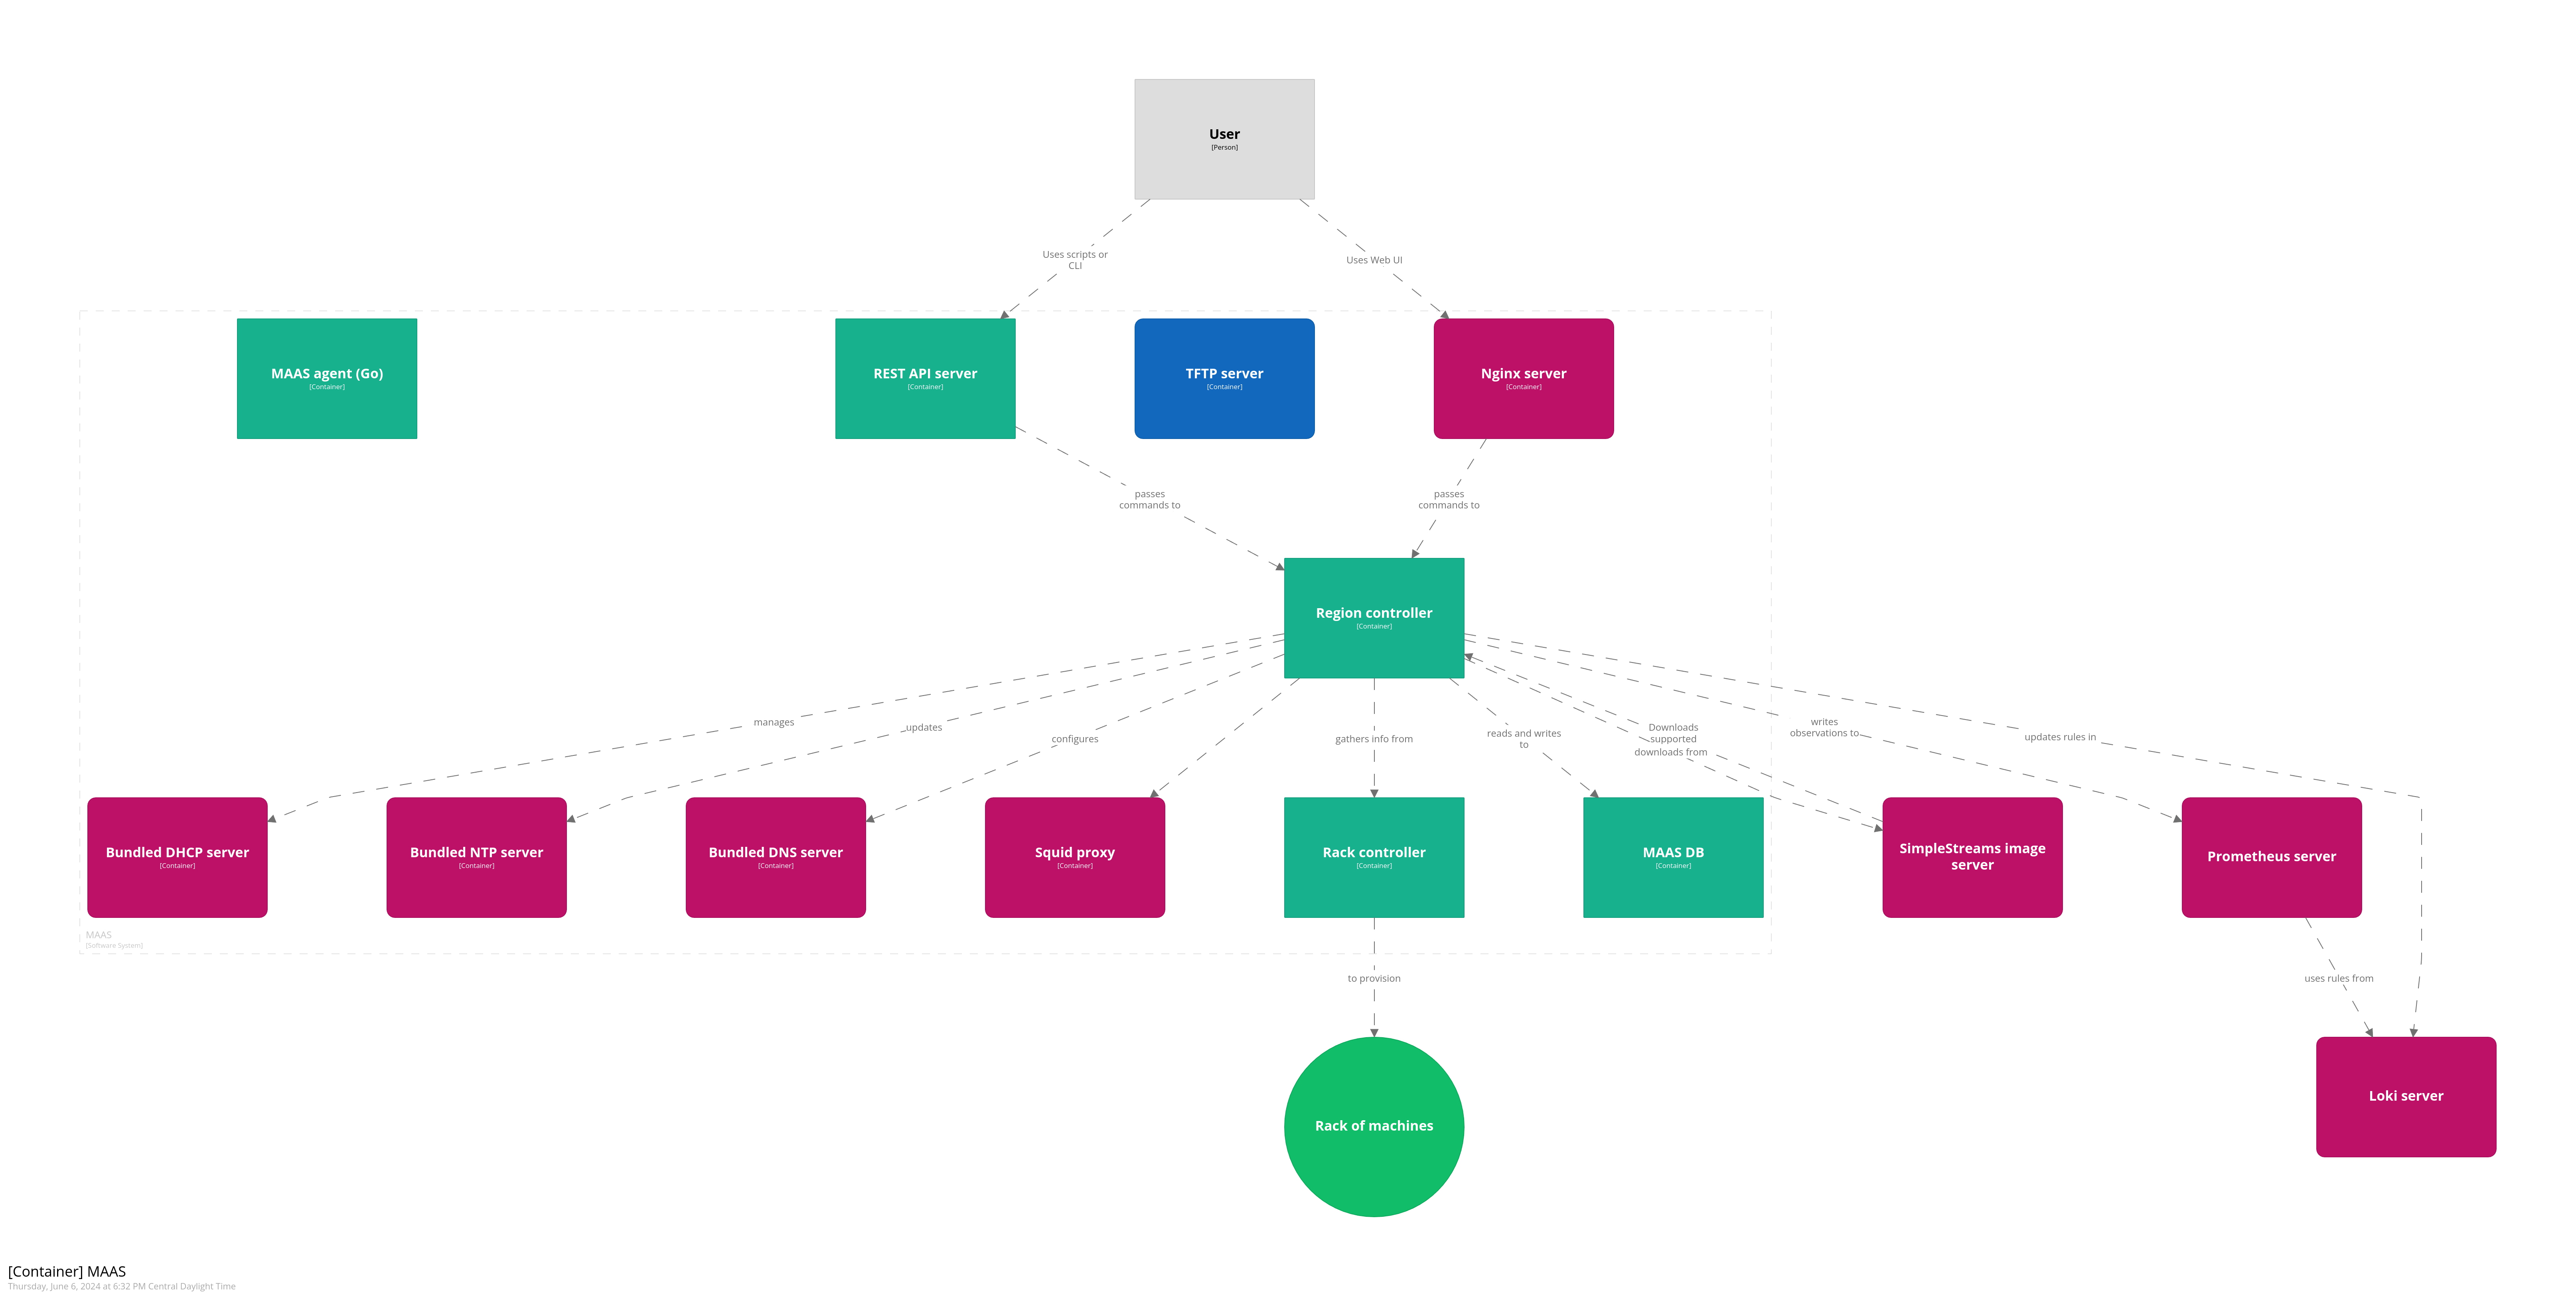 User
[Person]
Uses scripts or
CLI
Uses Web UI
MAAS agent (Go)
[Container]
REST API server
[Container]
TFTP server
[Container]
Nginx server
[Container]
passes
commands to
passes
commands to
Region controller
[Container]
manages
updates
configures
gathers info from
reads and writes
to
Downloads
supported
downloads from
writes
observations to
updates rules in
Bundled DHCP server
[Container]
Bundled NTP server
[Container]
Bundled DNS server
[Container]
Squid proxy
[Container]
Rack controller
[Container]
MAAS DB
[Container]
SimpleStreams image
server
Prometheus server
MAAS
[Software System]
to provision
uses rules from
Rack of machines
Loki server
[Container] MAAS
Thursday, June 6, 2024 at 6:32 PM Central Daylight Time